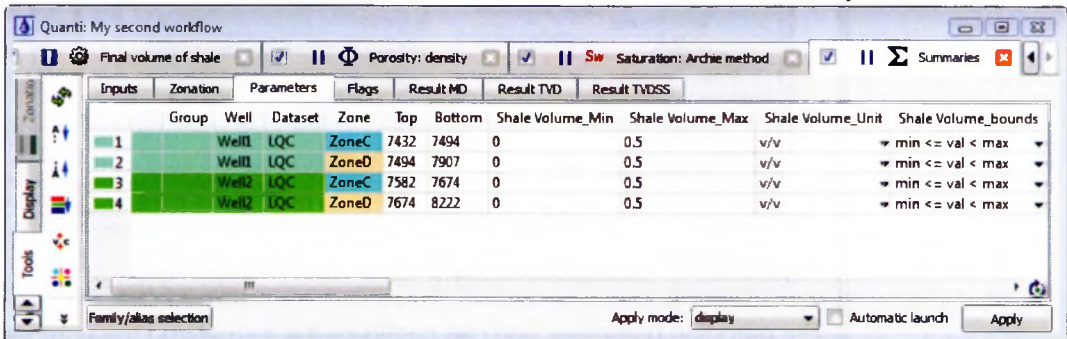 Quanti: My second workflow
Final volume of shale Φ Porosity: density Sw Saturation: Archie method Σ Summaries
Inputs Zonation Parameters Flags Result MD Result TVD Result TVDSS
Group Well Dataset Zone Top Bottom Shale Volume_Min Shale Volume_Max Shale Volume_Unit Shale Volume_bounds
1 Well1 LQC ZoneC 7432 7494 0 0.5 v/v min <= val < max
2 Well1 LQC ZoneD 7494 7907 0 0.5 v/v min <= val < max
3 Well2 LQC ZoneC 7582 7674 0 0.5 v/v min <= val < max
4 Well2 LQC ZoneD 7674 8222 0 0.5 v/v min <= val < max
Display
Tools
Family/alias selection Apply mode: display Automatic launch Apply